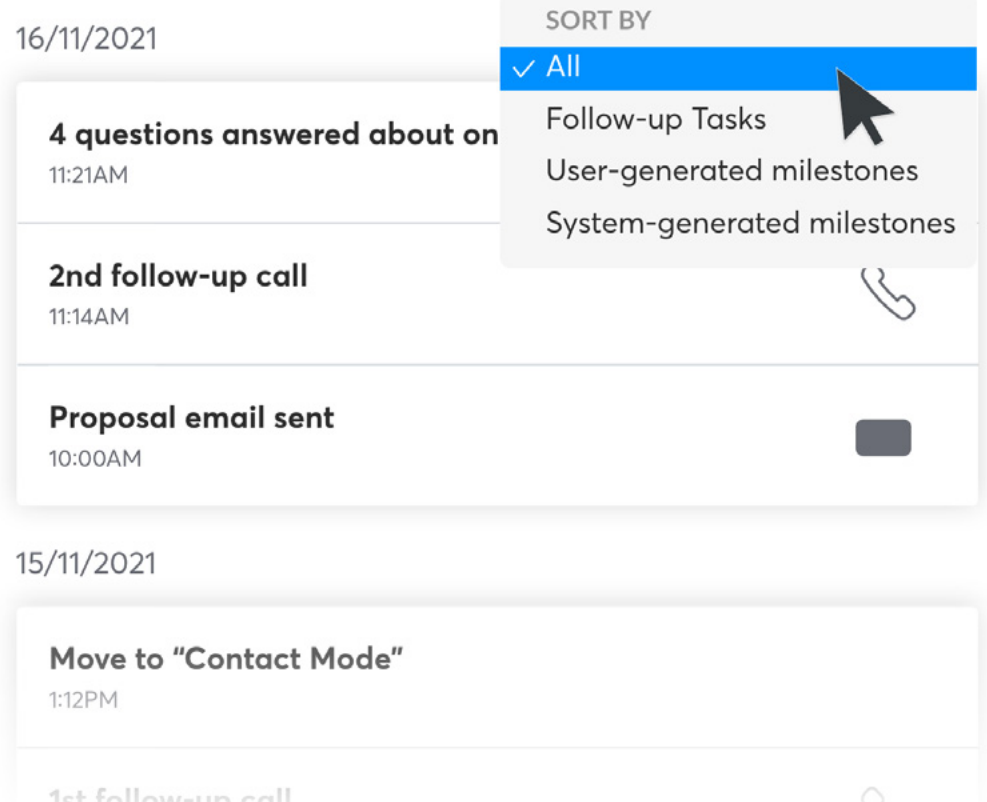 16/11/2021
SORT BY
All
Follow-up Tasks
User-generated milestones
System-generated milestones
4 questions answered about on
11:21AM
2nd follow-up call
11:14AM
Proposal email sent
10:00AM
15/11/2021
Move to “Contact Mode”
1:12PM
1st follow-up call